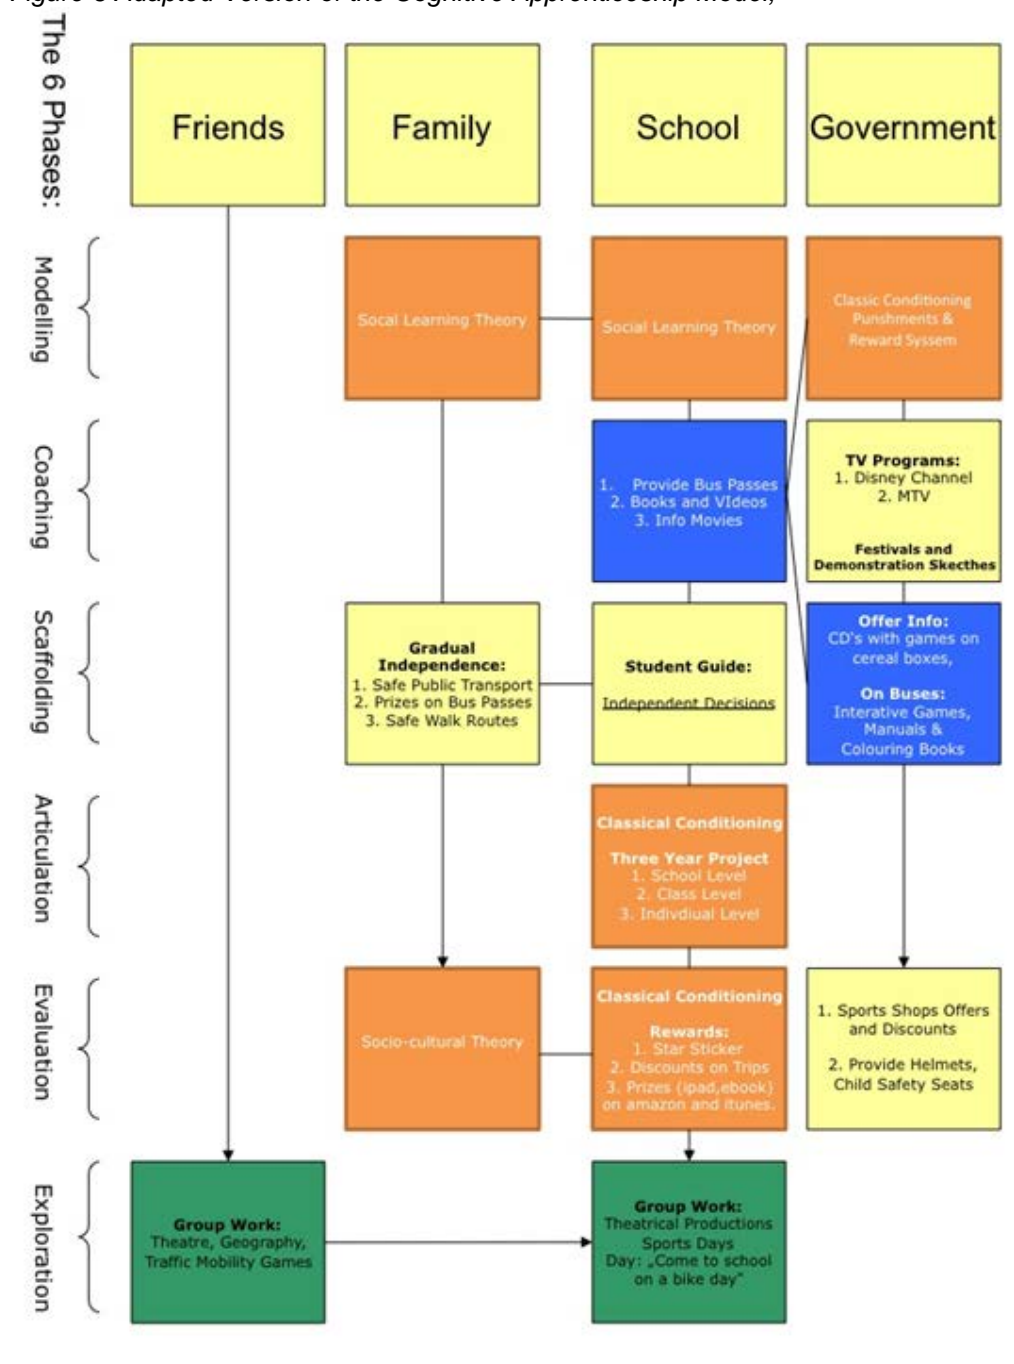 Figure 3 Adapted Version of the Cognitive Apprenticeship Model,
The 6 Phases:
Friends
Family
School
Government
Modelling
Socal Learning Theory
Social Learning Theory
Classic Conditioning
Punshments &
Reward Syssem
Coaching
1. Provide Bus Passes
2. Books and VIdeos
3. Info Movies
TV Programs:
1. Disney Channel
2. MTV
Festivals and
Demonstration Skecthes
Scaffolding
Gradual
Independence:
1. Safe Public Transport
2. Prizes on Bus Passes
3. Safe Walk Routes
Student Guide:
Independent Decisions
Offer Info:
CD's with games on
cereal boxes,
On Buses:
Interative Games,
Manuals &
Colouring Books
Articulation
Classical Conditioning
Three Year Project
1. School Level
2. Class Level
3. Indivdiual Level
Evaluation
Socio-cultural Theory
Classical Conditioning
Rewards:
1. Star Sticker
2. Discounts on Trips
3. Prizes (ipad,ebook)
on amazon and itunes.
1. Sports Shops Offers
and Discounts
2. Provide Helmets,
Child Safety Seats
Exploration
Group Work:
Theatre, Geography,
Traffic Mobility Games
Group Work:
Theatrical Productions
Sports Days
Day: „Come to school
on a bike day"